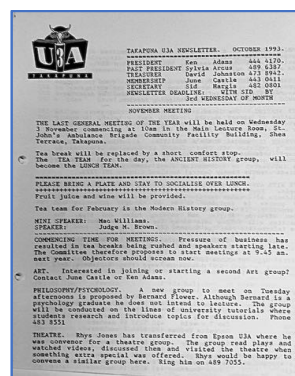 U3A
TAKAPUNA
TAKAPUNA U3A NEWSLETTER. OCTOBER 1993.
PRESIDENT Ken Adams 444 4170.
PAST PRESIDENT Sylvia Arcus 489 6387.
TREASURER David Johnston 473 8942.
MEMBERSHIP June Castle 443 0411
SECRETARY Sid Hargis 482 0801
NEWSLETTER DEADLINE: WITH SID BY
3rd WEDNESDAY OF MONTH
NOVEMBER MEETING
THE LAST GENERAL MEETING OF THE YEAR will be held on Wednesday
3 November commencing at 10am in the Main Lecture Room, St.
John's Ambulance Brigade Community Facility Building, Shea
Terrace, Takapuna.
Tea break will be replaced by a short comfort stop.
The TEA TEAM for the day, the ANCIENT HISTORY group, will
become the LUNCH TEAM.
PLEASE BRING A PLATE AND STAY TO SOCIALISE OVER LUNCH.
Fruit juice and wine will be provided.
Tea team for February is the Modern History group.
MINI SPEAKER: Mac Williams.
SPEAKER: Judge M. Brown.
COMMENCING TIME FOR MEETINGS. Pressure of business has
resulted in tea breaks being rushed and speakers starting late.
The Committee therefore proposes to start meetings at 9.45 am.
next year. Objectors should scream now.
ART. Interested in joining or starting a second Art group?
Contact June Castle or Ken Adams.
PHILOSOPHY/PSYCHOLOGY. A new group to meet on Tuesday
afternoons is proposed by Bernard Flower. Although Bernard is a
psychology graduate he does not intend to lecture. The group
will be conducted on the lines of university tutorials where
students research and introduce topics for discussion. Phone
483 8551
THEATRE. Rhys Jones has transferred from Epsom U3A where he
was convenor for a theatre group. The group read plays and
watched videos, discussed them and visited the theatre when
something extra special was offered. Rhys would be happy to
convene a similar group here. Ring him on 489 7055.